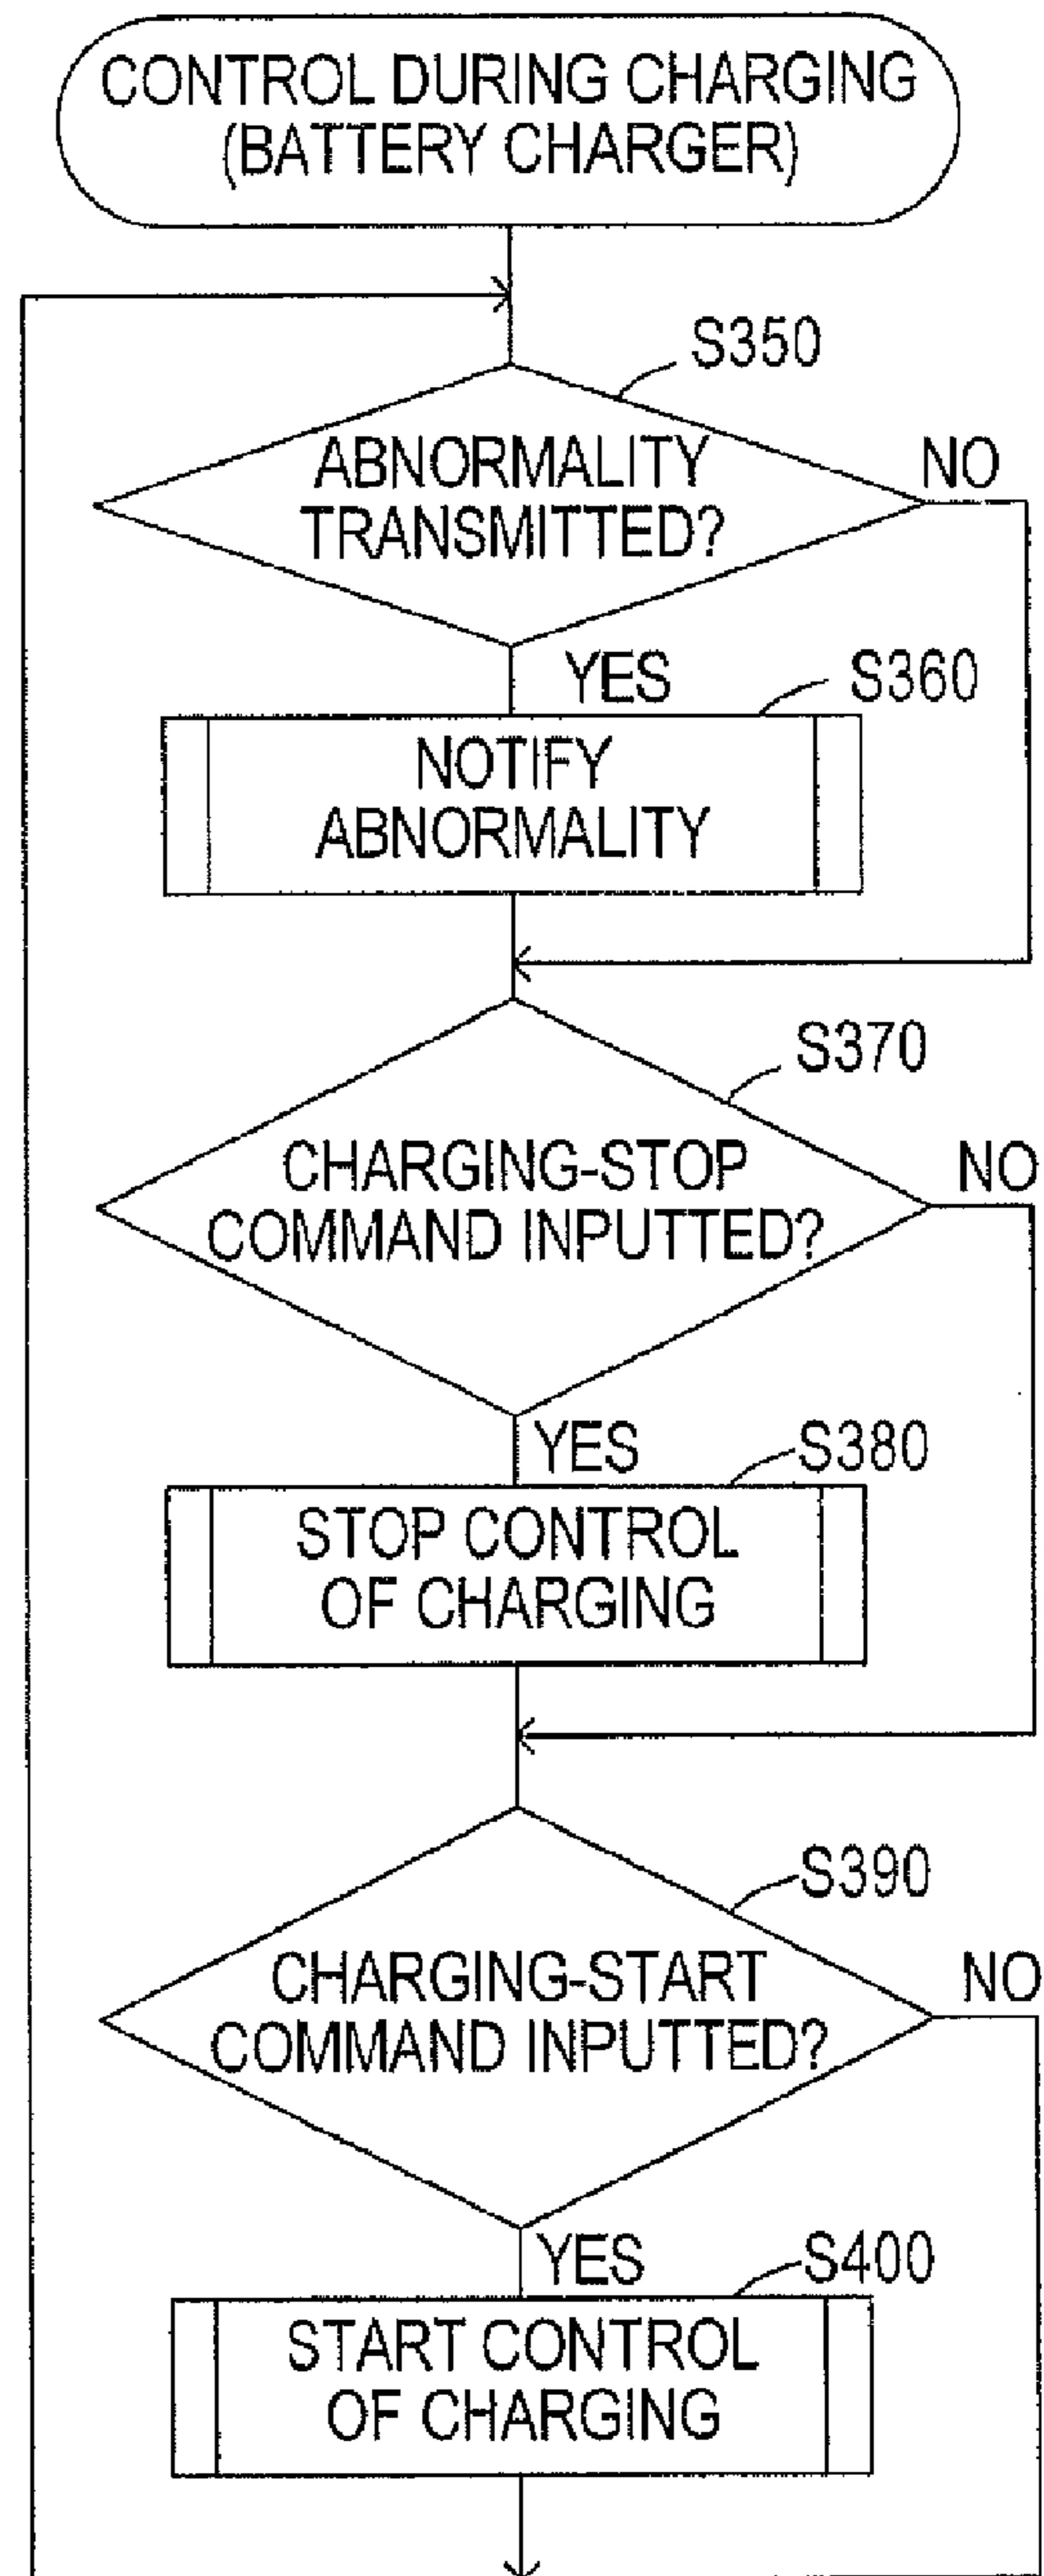 CONTROL DURING CHARGING
(BATTERY CHARGER)
S350
ABNORMALITY
TRANSMITTED?
NO
YES
S360
NOTIFY
ABNORMALITY
S370
CHARGING-STOP
COMMAND INPUTTED?
NO
YES
S380
STOP CONTROL
OF CHARGING
S390
CHARGING-START
COMMAND INPUTTED?
NO
YES
S400
START CONTROL
OF CHARGING